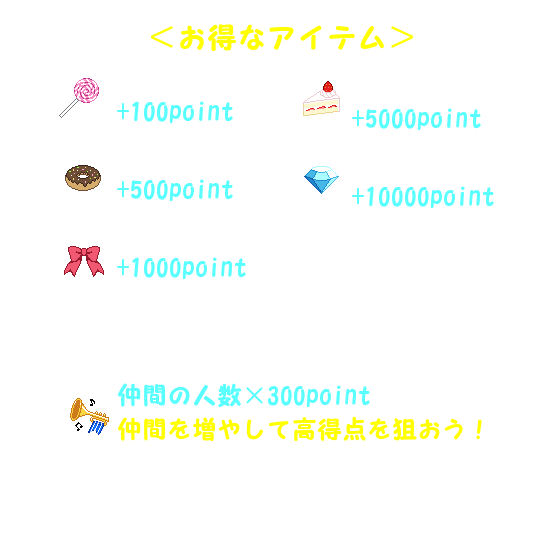 ＜お得なアイテム＞
+100point
+5000point
+500point
+10000point
+1000point
仲間の人数×300point
仲間を増やして高得点を狙おう！